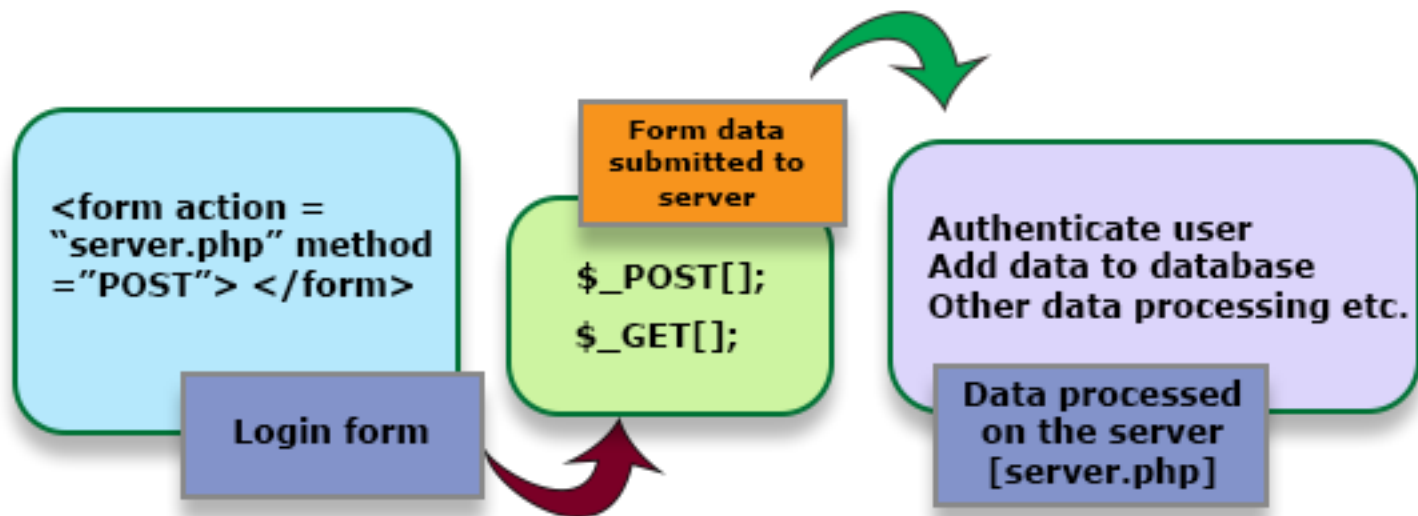 <form action =
“server.php” method
=”POST”> </form>
Login form
Form data
submitted to
server
$_POST[];
$_GET[];
Authenticate user
Add data to database
Other data processing etc.
Data processed
on the server
[server.php]